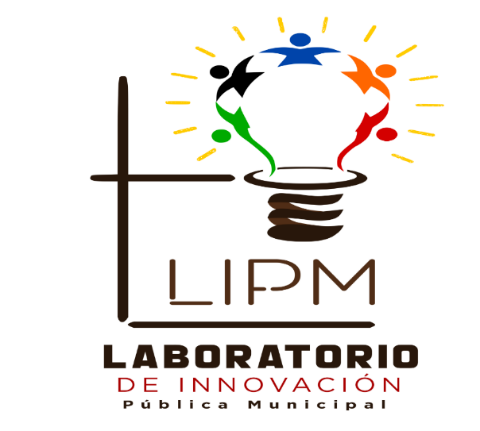 LIPM
LABORATORIO
DE INNOVACIÓN
Pública Municipal